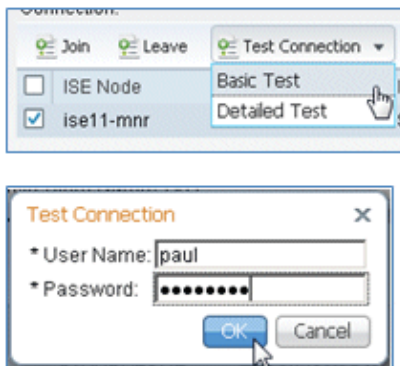 Connection:
Join Leave Test Connection
ISE Node Basic Test
ise11-mnr Detailed Test
Test Connection
* User Name: paul
* Password: ••••••••
OK Cancel